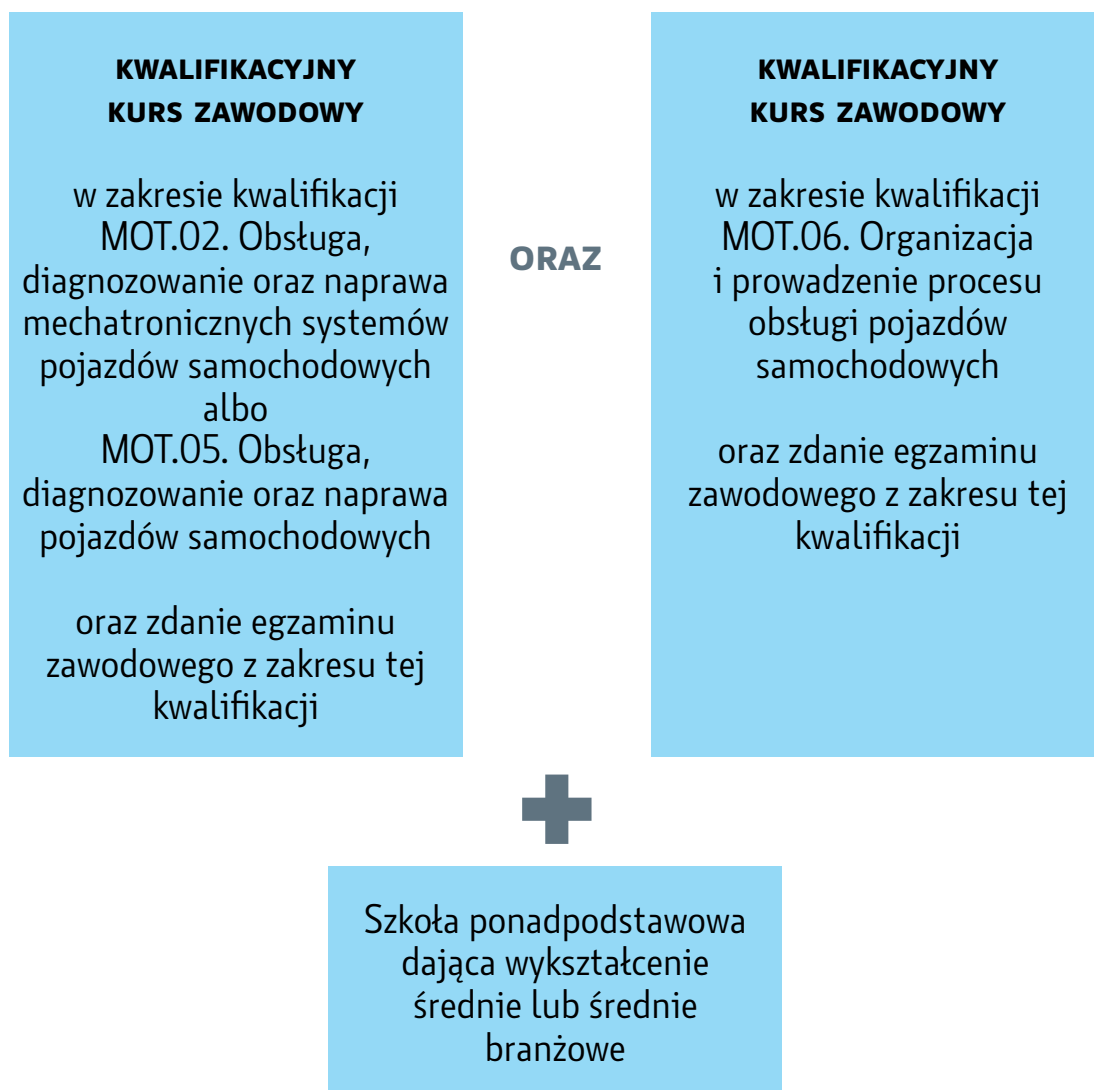 KWALIFIKACYJNY
KURS ZAWODOWY
w zakresie kwalifikacji
MOT.02. Obsługa,
diagnozowanie oraz naprawa
mechatronicznych systemów
pojazdów samochodowych
albo
MOT.05. Obsługa,
diagnozowanie oraz naprawa
pojazdów samochodowych
oraz zdanie egzaminu
zawodowego z zakresu tej
kwalifikacji
ORAZ
KWALIFIKACYJNY
KURS ZAWODOWY
w zakresie kwalifikacji
MOT.06. Organizacja
i prowadzenie procesu
obsługi pojazdów
samochodowych
oraz zdanie egzaminu
zawodowego z zakresu tej
kwalifikacji
+
Szkoła ponadpodstawowa
dająca wykształcenie
średnie lub średnie
branżowe